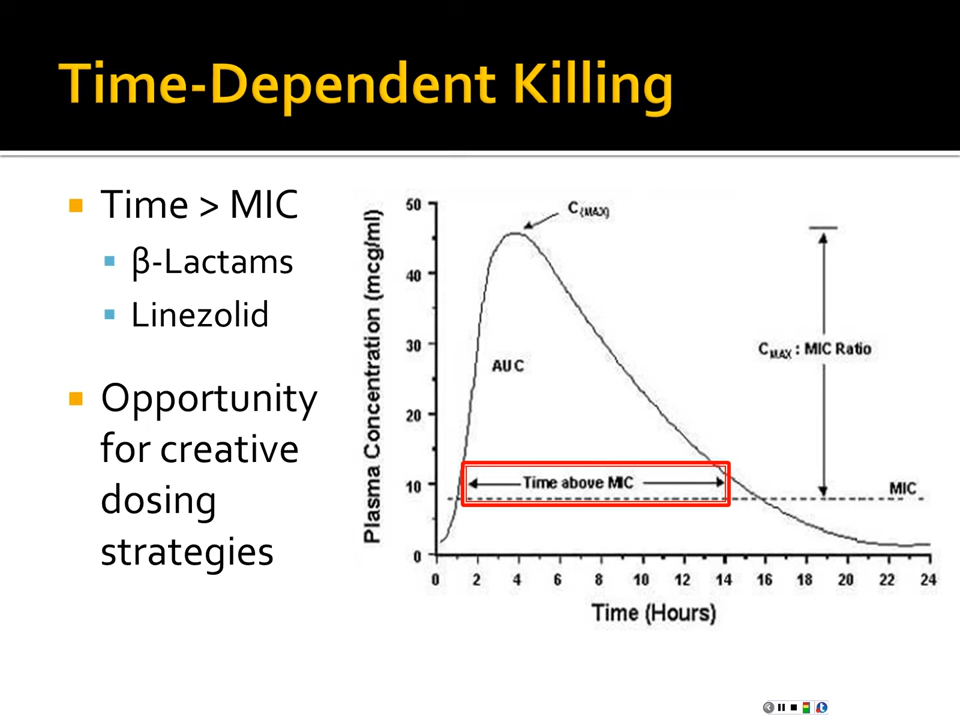 Time-Dependent Killing
Time > MIC
β-Lactams
Linezolid
Opportunity
for creative
dosing
strategies
Plasma Concentration (mcg/ml)
50
40
30
20
10
0
C(MAX)
AUC
CMAX : MIC Ratio
Time above MIC
MIC
0 2 4 6 8 10 12 14 16 18 20 22 24
Time (Hours)